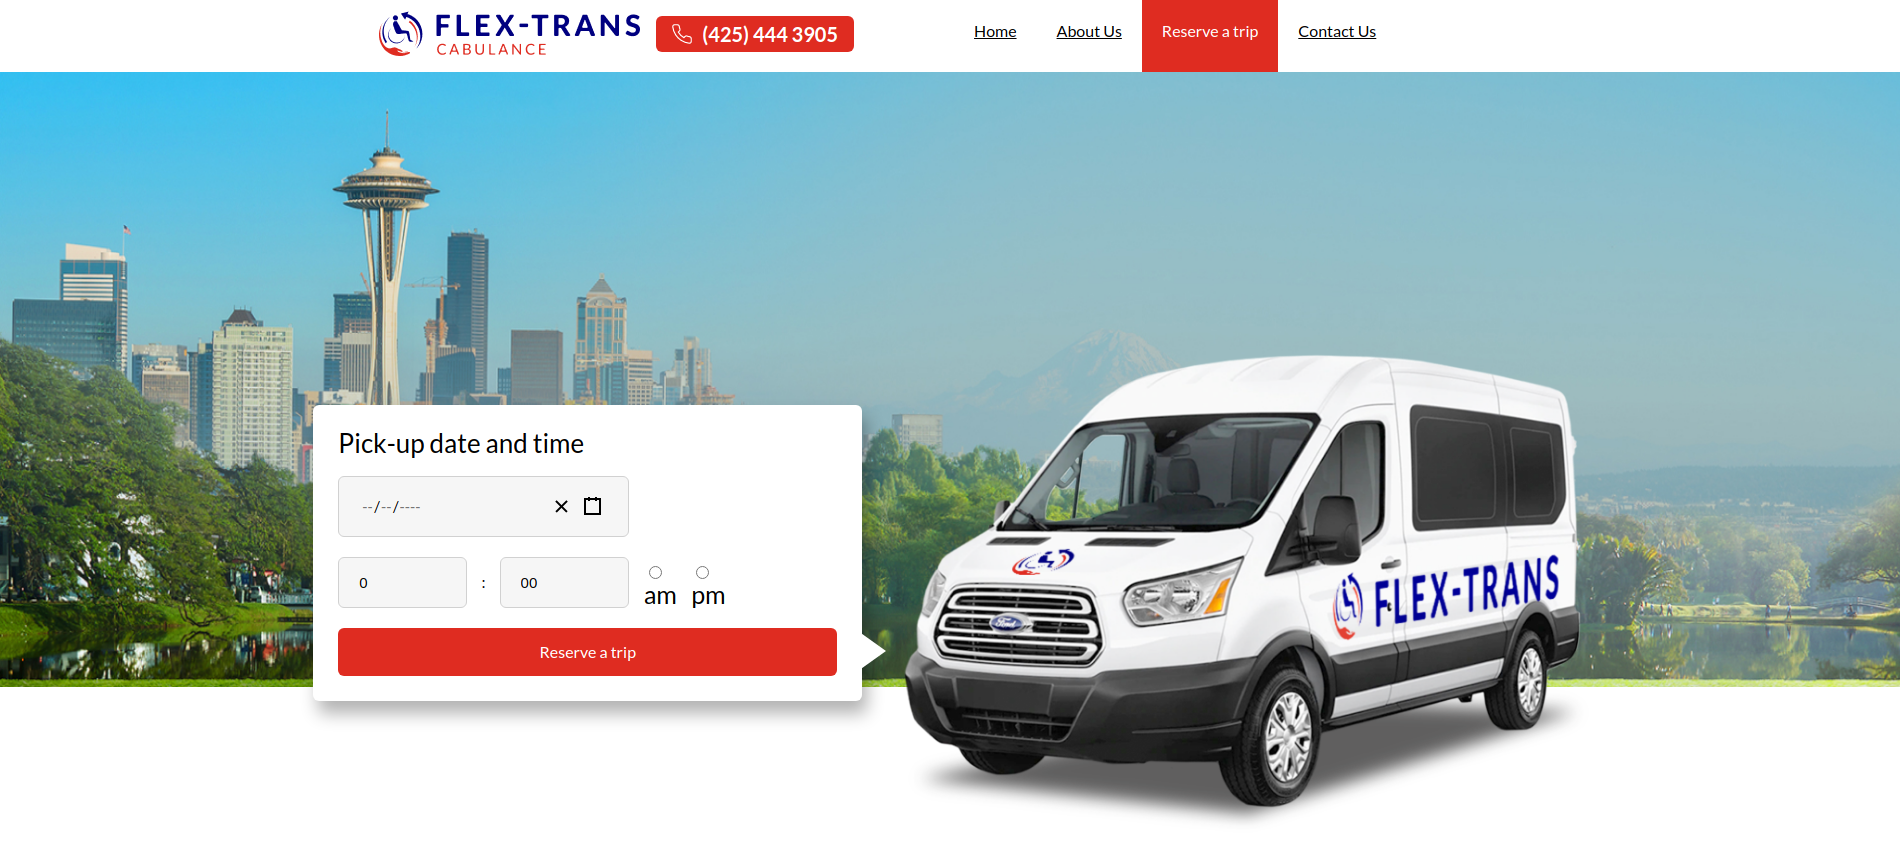 FLEX-TRANS
CABULANCE
(425) 444 3905
Home
About Us
Reserve a trip
Contact Us
Pick-up date and time
--/--/----
0
:
00
am
pm
Reserve a trip
Ford
FLEX-TRANS